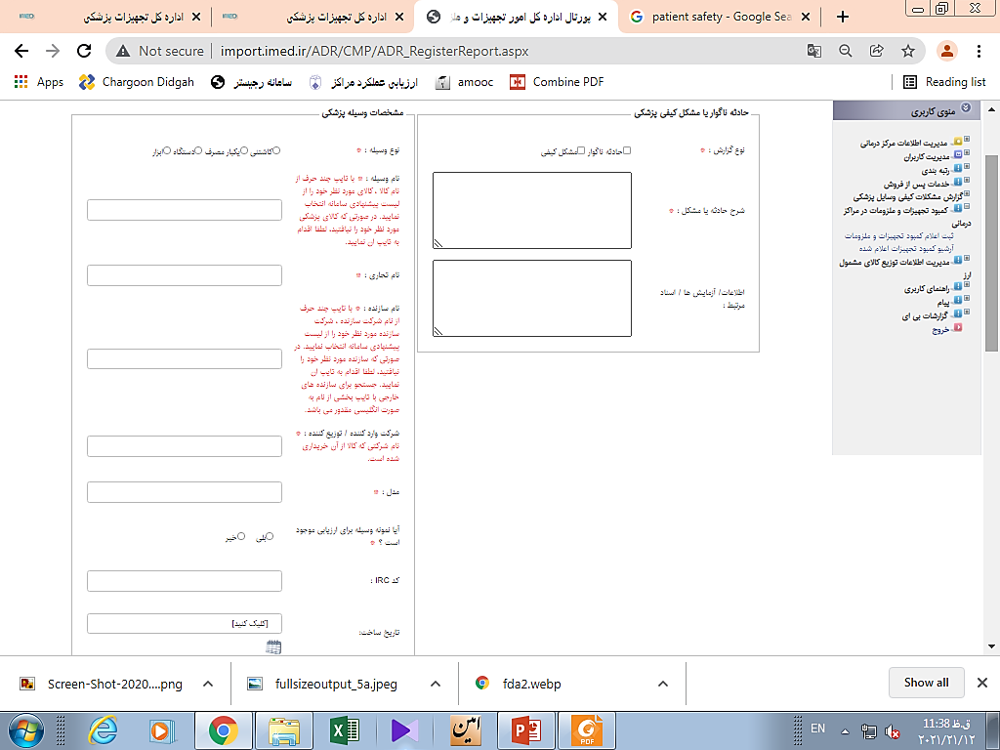 اداره کل تجهیزات پزشکی
اداره کل تجهیزات پزشکی
پورتال اداره کل امور تجهیزات و ملز
patient safety - Google Sea
Not secure
import.imed.ir/ADR/CMP/ADR_RegisterReport.aspx
Apps
Chargoon Didgah
سامانه رجیستر
ارزیابی عملکرد مراکز
amooc
Combine PDF
Reading list
منوی کاربری
مدیریت اطلاعات مرکز درمانی
مدیریت کاربران
رتبه بندی
خدمات پس از فروش
گزارش مشکلات کیفی وسایل پزشکی
کمبود تجهیزات و ملزومات در مراکز
درمانی
ثبت اعلام کمبود تجهیزات و ملزومات
آرشیو کمبود تجهیزات اعلام شده
مدیریت اطلاعات توزیع کالای مشمول
ارز
راهنمای کاربری
پیام
گزارشات بی ای
خروج
حادثه ناگوار یا مشکل کیفی پزشکی
نوع گزارش : *
حادثه ناگوار
مشکل کیفی
شرح حادثه یا مشکل : *
اطلاعات/ آزمایش ها / اسناد
مرتبط :
مشخصات وسیله پزشکی
نوع وسیله : *
کاشتنی
یکبار مصرف
دستگاه
ابزار
نام وسیله : * با تایپ چند حرف از
نام کالا ، کالای مورد نظر خود را از
لیست پیشنهادی سامانه انتخاب
نمایید. در صورتی که کالای پزشکی
مورد نظر خود را نیافتید، لطفا اقدام
به تایپ ان نمایید.
نام تجاری : *
نام سازنده : * با تایپ چند حرف
از نام شرکت سازنده ، شرکت
سازنده مورد نظر خود را از لیست
پیشنهادی سامانه انتخاب نمایید. در
صورتی که سازنده مورد نظر خود را
نیافتید، لطفا اقدام به تایپ ان
نمایید. جستجو برای سازنده های
خارجی با تایپ بخشی از نام به
صورت انگلیسی مقدور می باشد.
شرکت وارد کننده / توزیع کننده : *
نام شرکتی که کالا از آن خریداری
شده است.
مدل : *
آیا نمونه وسیله برای ارزیابی موجود
است ؟ *
بلی
خیر
کد IRC :
تاریخ ساخت:
[کلیک کنید]
Screen-Shot-2020....png
fullsizeoutput_5a.jpeg
fda2.webp
Show all
امین
PDF
EN
11:38 ق.ظ
۲۰۲۱/۲۱/۱۲